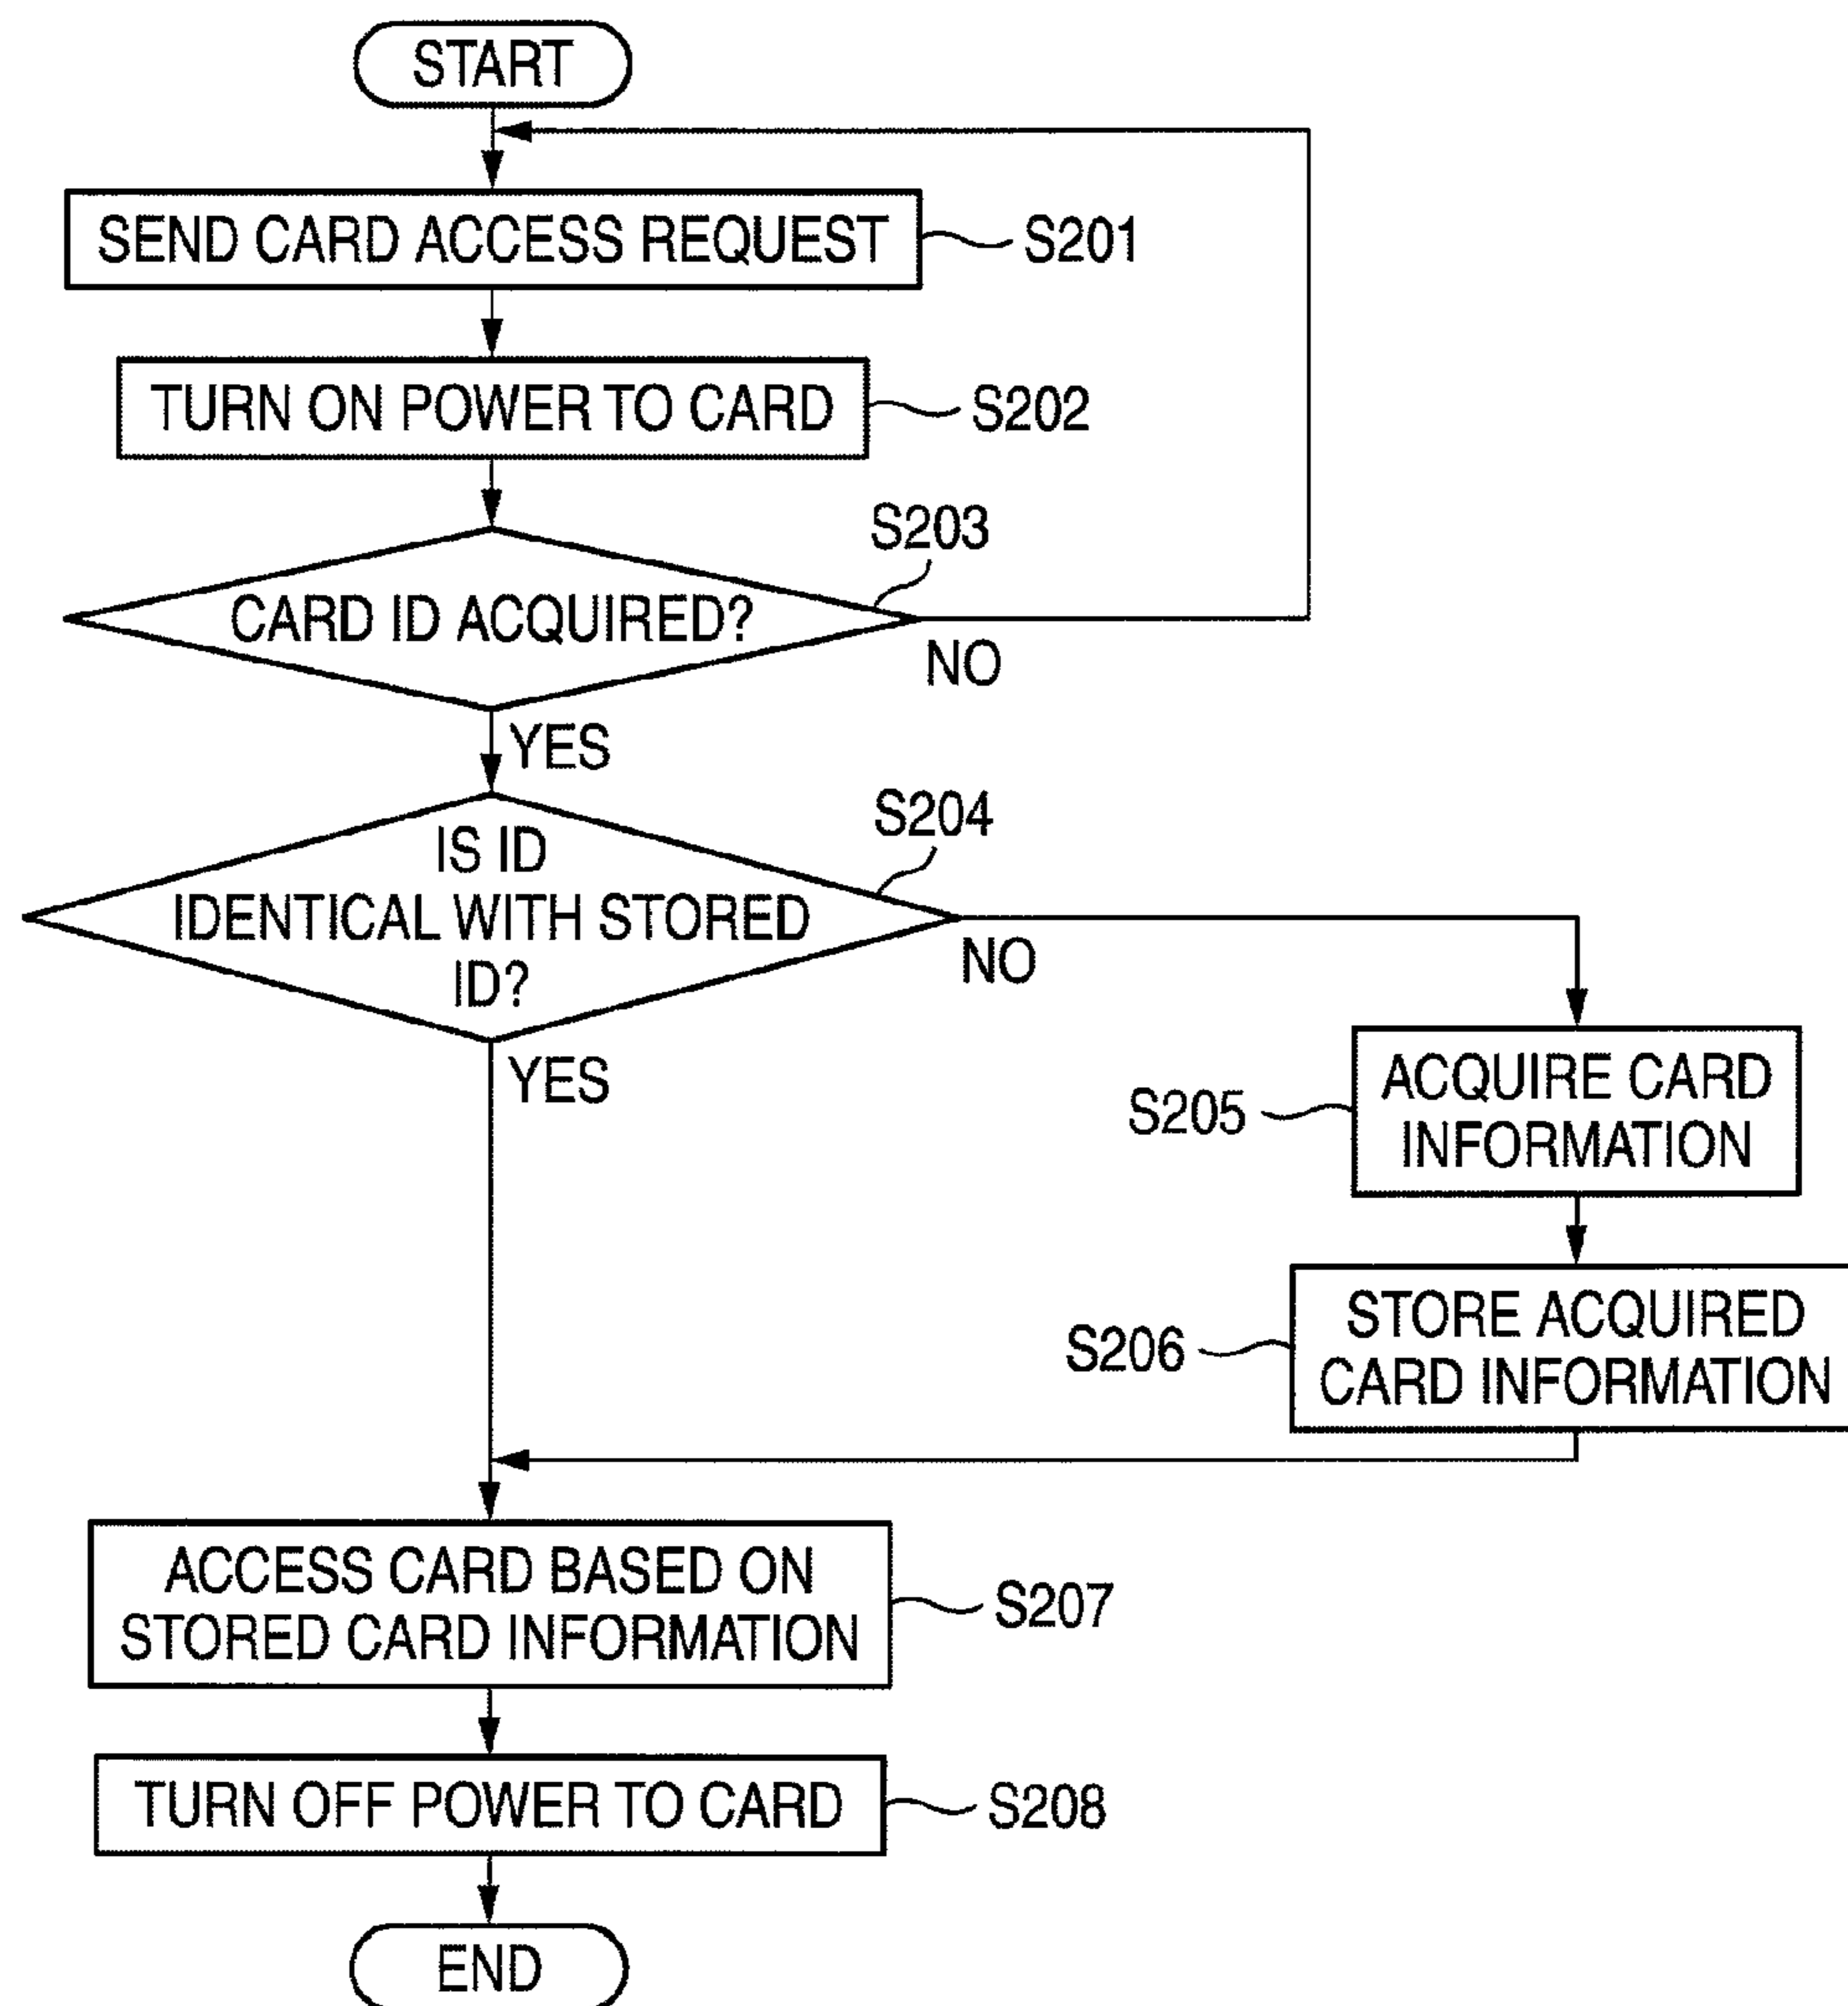 START
SEND CARD ACCESS REQUEST
S201
TURN ON POWER TO CARD
S202
S203
CARD ID ACQUIRED?
NO
YES
S204
IS ID
IDENTICAL WITH STORED
ID?
NO
YES
S205
ACQUIRE CARD
INFORMATION
S206
STORE ACQUIRED
CARD INFORMATION
ACCESS CARD BASED ON
STORED CARD INFORMATION
S207
TURN OFF POWER TO CARD
S208
END